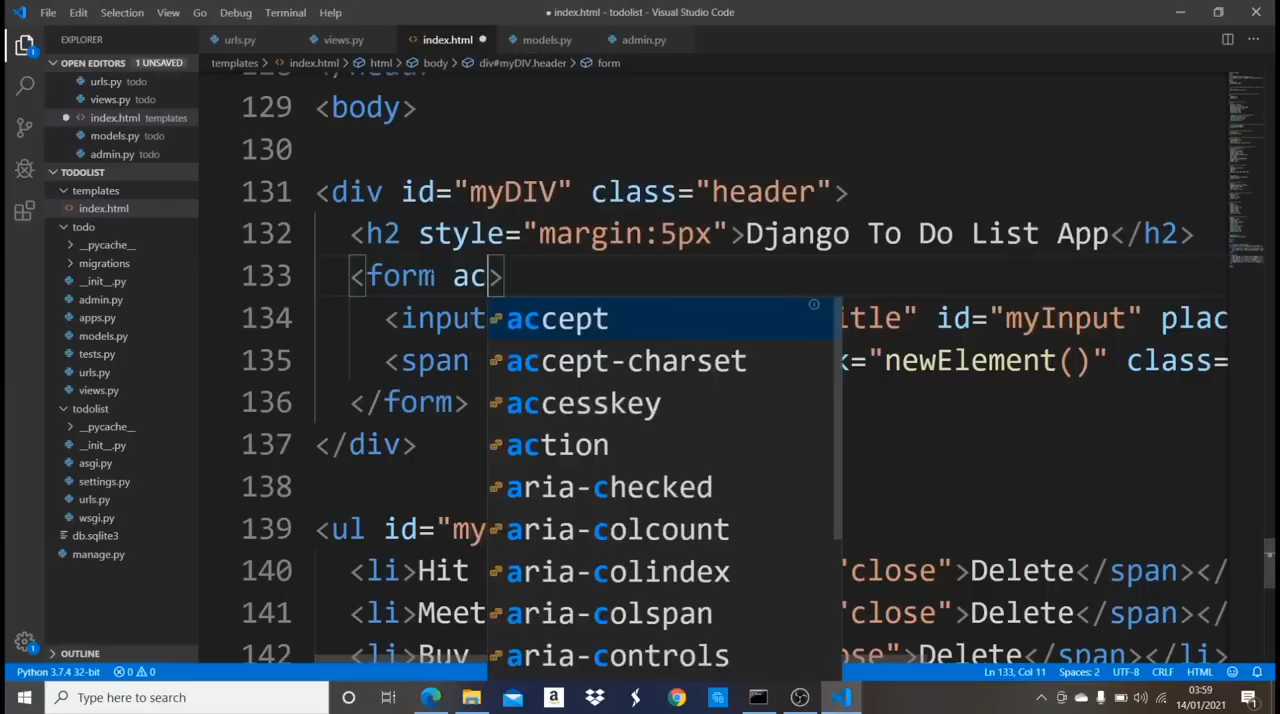 File Edit Selection View Go Debug Terminal Help
● index.html - todolist - Visual Studio Code
EXPLORER
urls.py
views.py
index.html
models.py
admin.py
OPEN EDITORS 1 UNSAVED
urls.py todo
views.py todo
index.html templates
models.py todo
admin.py todo
TODOLIST
templates
index.html
todo
__pycache__
migrations
__init__.py
admin.py
apps.py
models.py
tests.py
urls.py
views.py
todolist
__pycache__
__init__.py
asgi.py
settings.py
urls.py
wsgi.py
db.sqlite3
manage.py
OUTLINE
templates > index.html > html > body > div#myDIV.header > form
129 <body>
130
131 <div id="myDIV" class="header">
132 <h2 style="margin:5px">Django To Do List App</h2>
133 <form ac>
134 <input itle" id="myInput" plac
135 <span k="newElement()" class=
136 </form>
137 </div>
138
139 <ul id="my
140 <li>Hit "close">Delete</span></
141 <li>Meet "close">Delete</span></
142 <li>Buy ose">Delete</span></li>
accept
accept-charset
accesskey
action
aria-checked
aria-colcount
aria-colindex
aria-colspan
aria-controls
Python 3.7.4 32-bit 0 0
Ln 133, Col 11 Spaces: 2 UTF-8 CRLF HTML
Type here to search
03:59
14/01/2021